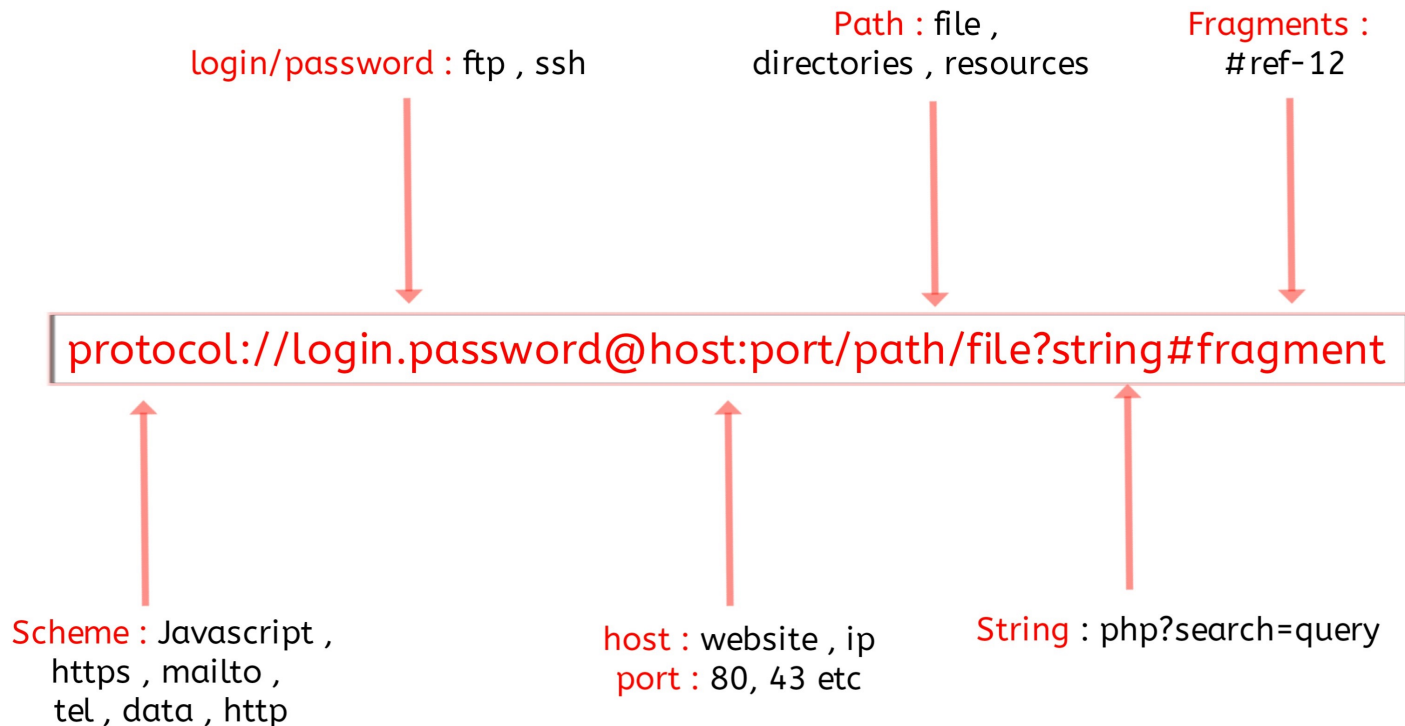 login/password : ftp , ssh
Path : file ,
directories , resources
Fragments :
#ref-12
protocol://login.password@host:port/path/file?string#fragment
Scheme : Javascript ,
https , mailto ,
tel , data , http
host : website , ip
port : 80, 43 etc
String : php?search=query